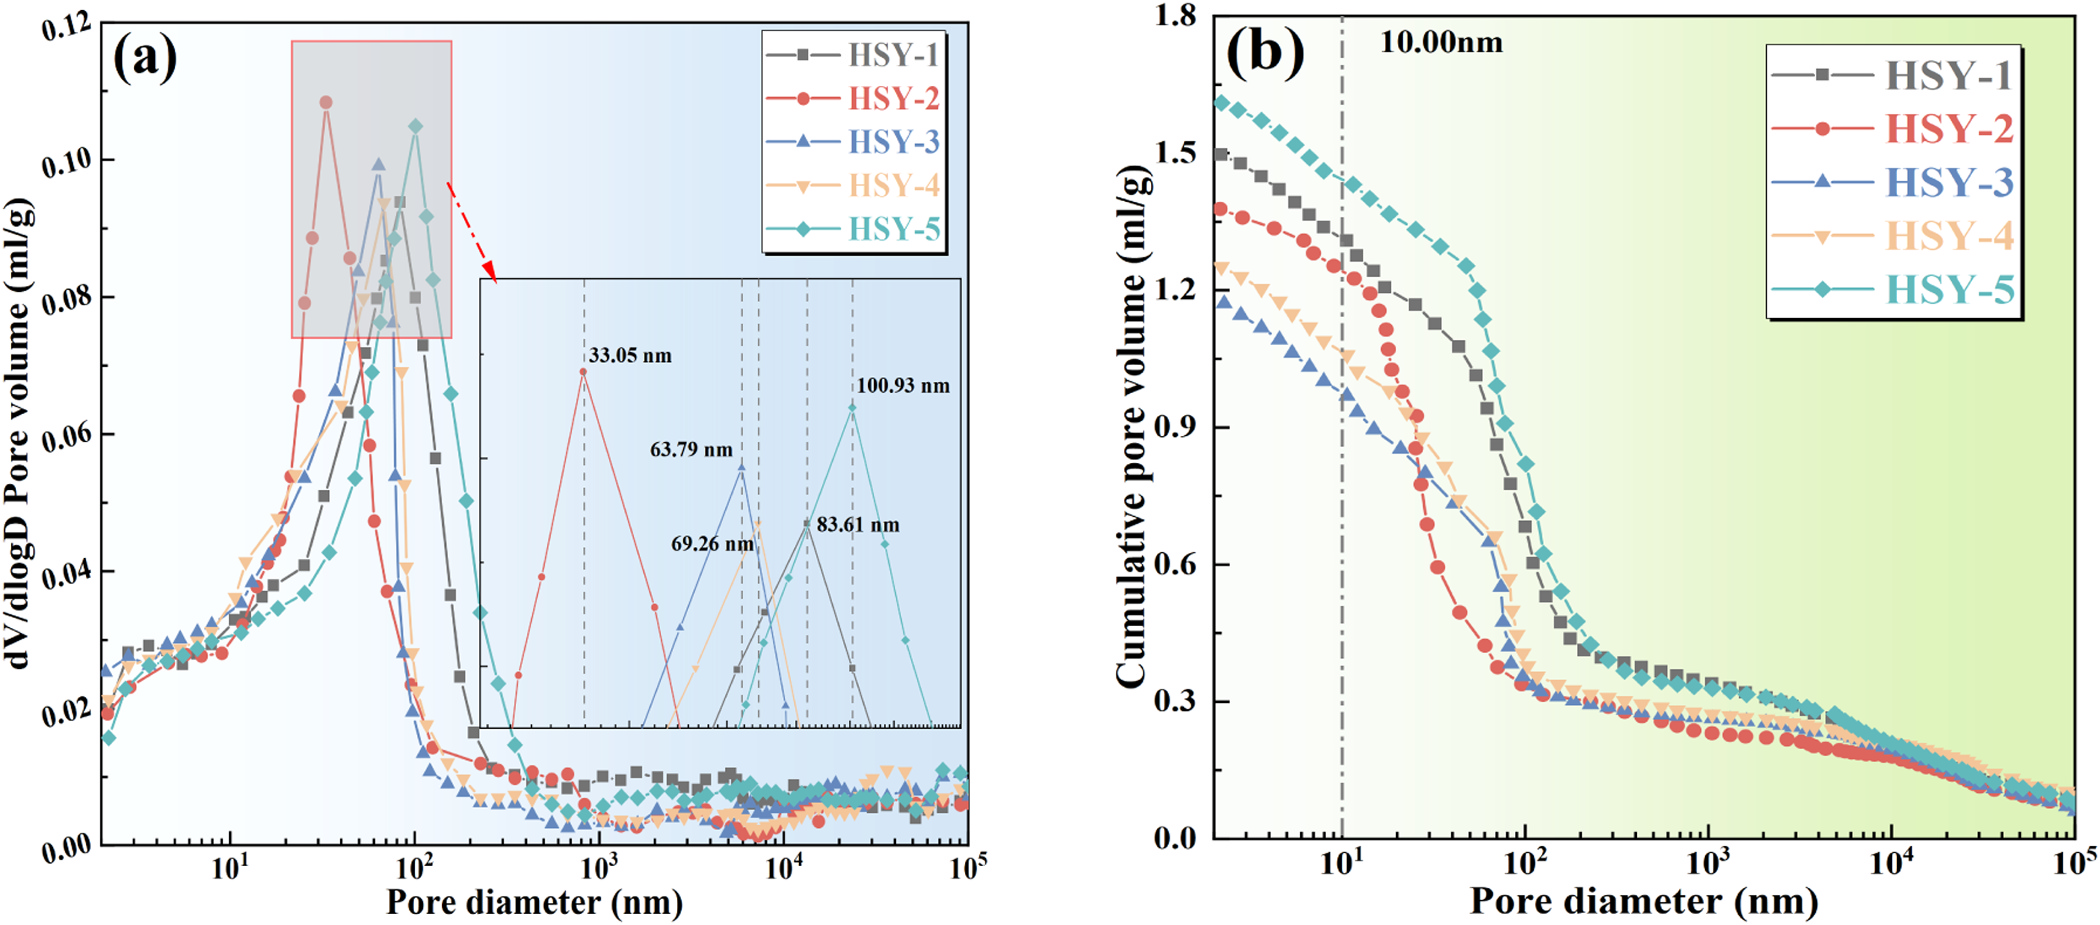 (a)
HSY-1
HSY-2
HSY-3
HSY-4
HSY-5
0.12
0.10
0.08
0.06
0.04
0.02
0.00
dV/dlogD Pore volume (ml/g)
33.05 nm
63.79 nm
69.26 nm
83.61 nm
100.93 nm
10¹
10²
10³
10⁴
10⁵
Pore diameter (nm)
(b)
10.00nm
HSY-1
HSY-2
HSY-3
HSY-4
HSY-5
1.8
1.5
1.2
0.9
0.6
0.3
0.0
Cumulative pore volume (ml/g)
10¹
10²
10³
10⁴
10⁵
Pore diameter (nm)